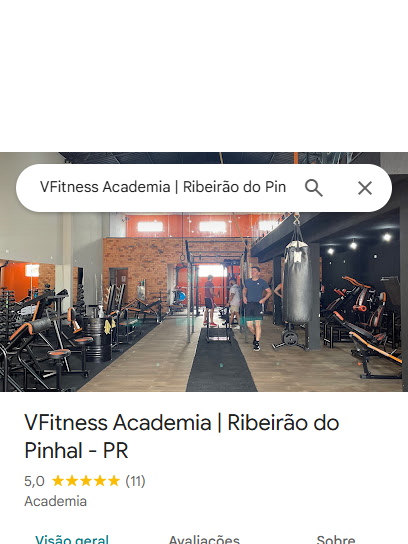 VFitness Academia | Ribeirão do Pin
VFitness Academia | Ribeirão do
Pinhal - PR
5,0 ★★★★★ (11)
Academia
Visão geral Avaliações Sobre